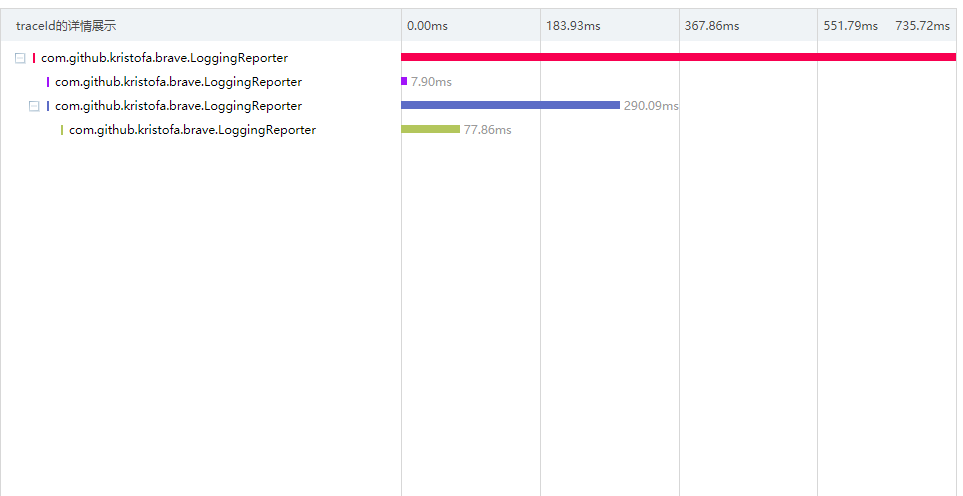 traceId的详情展示 0.00ms 183.93ms 367.86ms 551.79ms 735.72ms
com.github.kristofa.brave.LoggingReporter
com.github.kristofa.brave.LoggingReporter 7.90ms
com.github.kristofa.brave.LoggingReporter 290.09ms
com.github.kristofa.brave.LoggingReporter 77.86ms